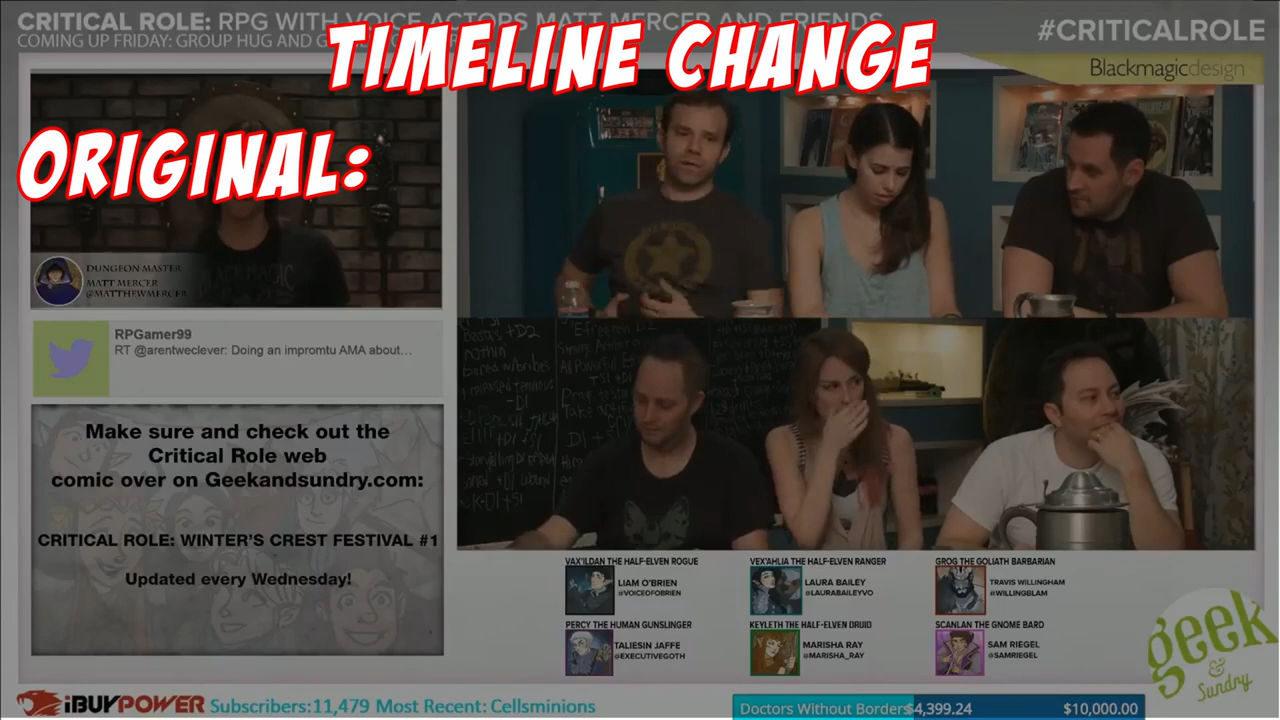 CRITICAL ROLE: RPG WITH VOICE ACTORS MATT MERCER AND FRIENDS
COMING UP FRIDAY: GROUP HUG AND
#CRITICALROLE
TIMELINE CHANGE
Blackmagicdesign
ORIGINAL:
DUNGEON MASTER
MATT MERCER
@MATTHEWMERCER
RPGamer99
RT @arentweclever: Doing an impromptu AMA about...
Make sure and check out the
Critical Role web
comic over on Geekandsundry.com:
CRITICAL ROLE: WINTER'S CREST FESTIVAL #1
Updated every Wednesday!
VAX'ILDAN THE HALF-ELVEN ROGUE
LIAM O'BRIEN
@VOICEOFOBRIEN
VEX'AHLIA THE HALF-ELVEN RANGER
LAURA BAILEY
@LAURABAILEYVO
GROG THE GOLIATH BARBARIAN
TRAVIS WILLINGHAM
@WILLINGBLAM
PERCY THE HUMAN GUNSLINGER
TALIESIN JAFFE
@EXECUTIVEGOTH
KEYLETH THE HALF-ELVEN DRUID
MARISHA RAY
@MARISHA_RAY
SCANLAN THE GNOME BARD
SAM RIEGEL
@SAMRIEGEL
geek
&
Sundry
iBUYPOWER
Subscribers:11,479 Most Recent: Cellsminions
Doctors Without Borders $4,399.24 $10,000.00